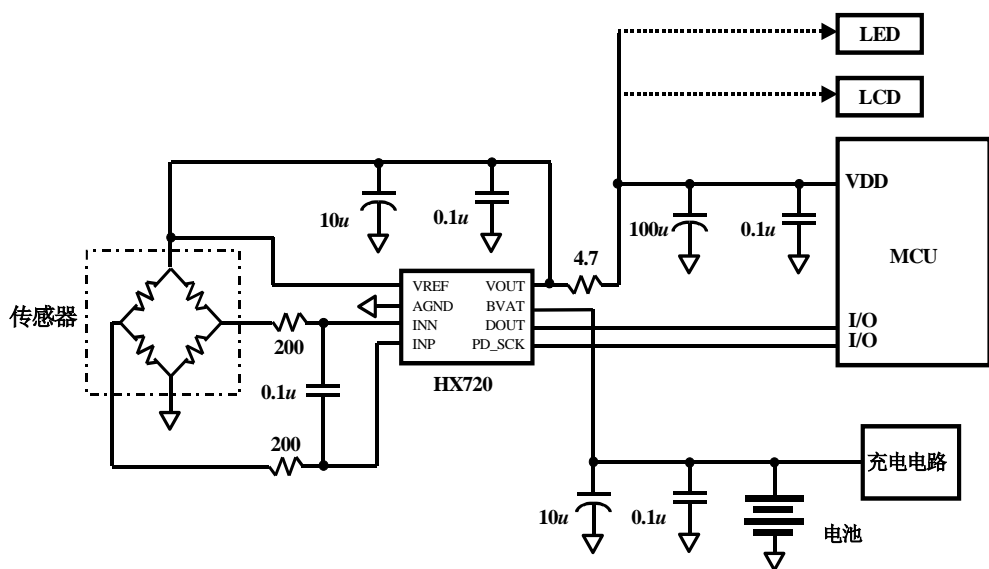 LED
LCD
VDD
10u
0.1u
100u
0.1u
MCU
4.7
传感器
VREF VOUT
AGND BVAT
INN DOUT
INP PD_SCK
I/O
I/O
200
HX720
0.1u
200
充电电路
10u
0.1u
电池